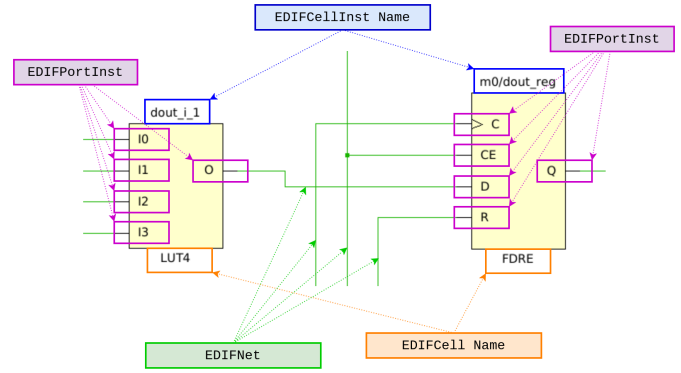 EDIFCellInst Name
EDIFPortInst
EDIFPortInst
m0/dout_reg
dout_i_1
I0
I1
I2
I3
O
C
CE
D
R
Q
LUT4
FDRE
EDIFNet
EDIFCell Name